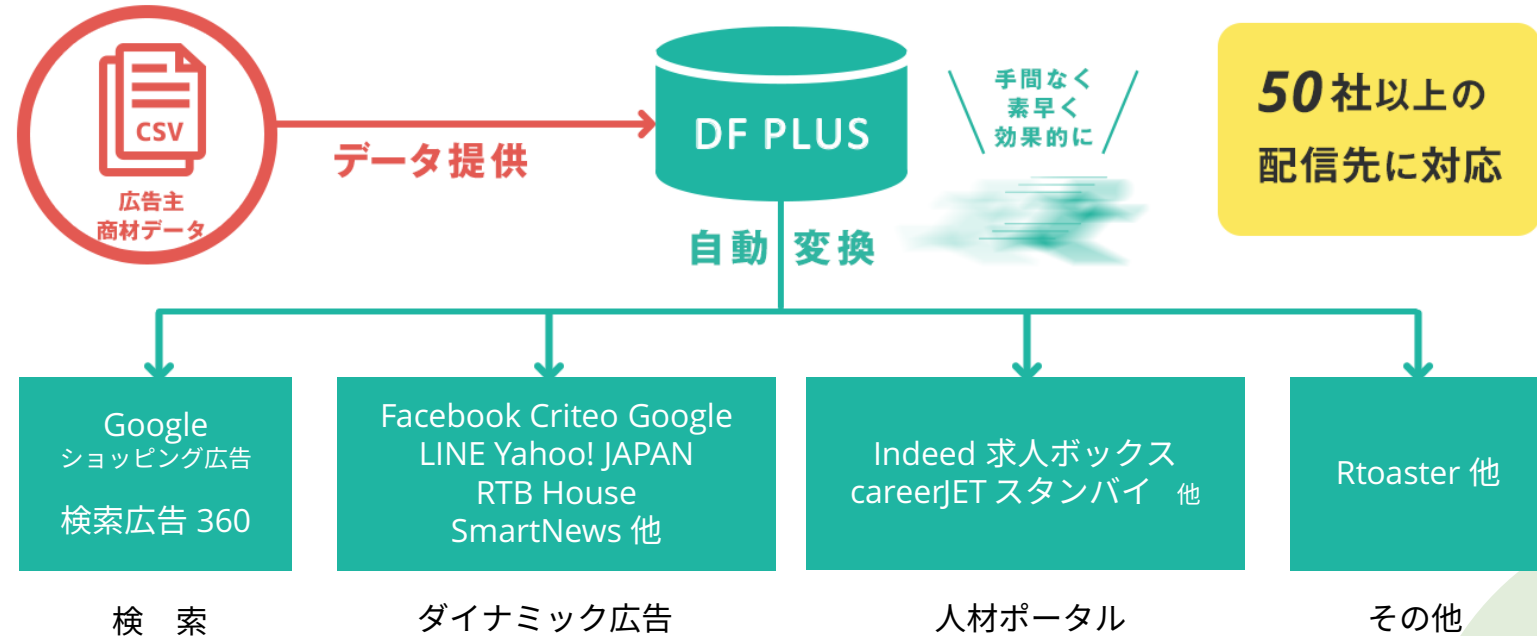 CSV
広告主
商材データ
データ提供
DF PLUS
手間なく
素早く
効果的に
50社以上の
配信先に対応
自動変換
Google
ショッピング広告
検索広告 360
検 索
Facebook Criteo Google
LINE Yahoo! JAPAN
RTB House
SmartNews 他
ダイナミック広告
Indeed 求人ボックス
careerJET スタンバイ 他
人材ポータル
Rtoaster 他
その他